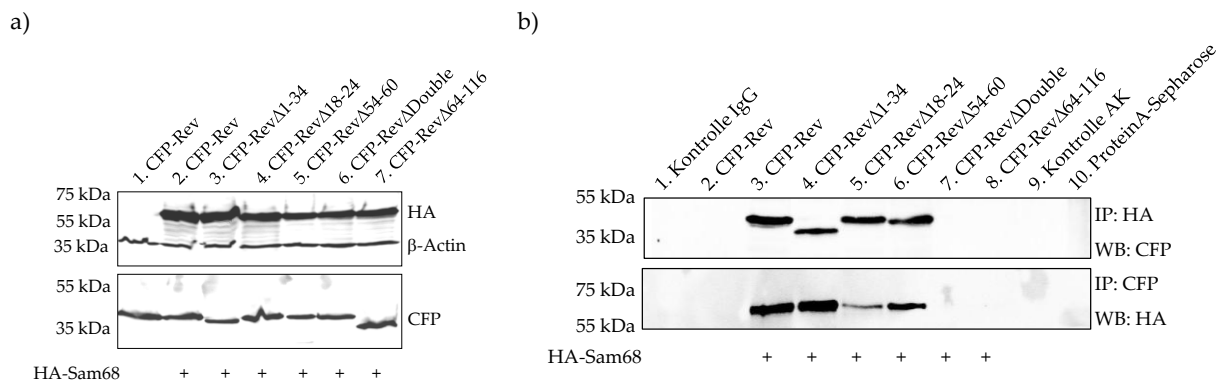 a)
1. CFP-Rev
2. CFP-Rev
3. CFP-RevΔ1-34
4. CFP-RevΔ18-24
5. CFP-RevΔ54-60
6. CFP-RevΔDouble
7. CFP-RevΔ64-116
75 kDa
55 kDa
35 kDa
HA
β-Actin
55 kDa
35 kDa
CFP
HA-Sam68 + + + + + +
b)
1. Kontrolle IgG
2. CFP-Rev
3. CFP-Rev
4. CFP-RevΔ1-34
5. CFP-RevΔ18-24
6. CFP-RevΔ54-60
7. CFP-RevΔDouble
8. CFP-RevΔ64-116
9. Kontrolle AK
10. ProteinA-Sepharose
55 kDa
35 kDa
IP: HA
WB: CFP
75 kDa
55 kDa
IP: CFP
WB: HA
HA-Sam68 + + + + + +